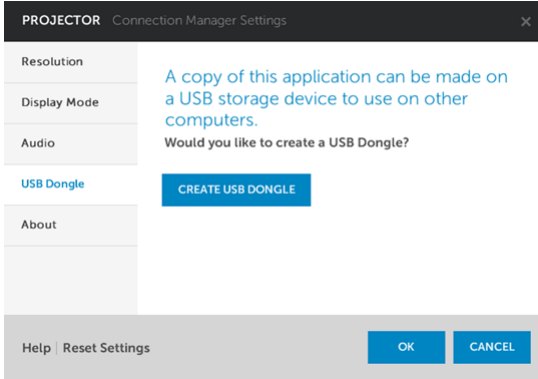 PROJECTOR Connection Manager Settings ×
Resolution
Display Mode
Audio
USB Dongle
About
A copy of this application can be made on
a USB storage device to use on other
computers.
Would you like to create a USB Dongle?
CREATE USB DONGLE
Help | Reset Settings
OK
CANCEL